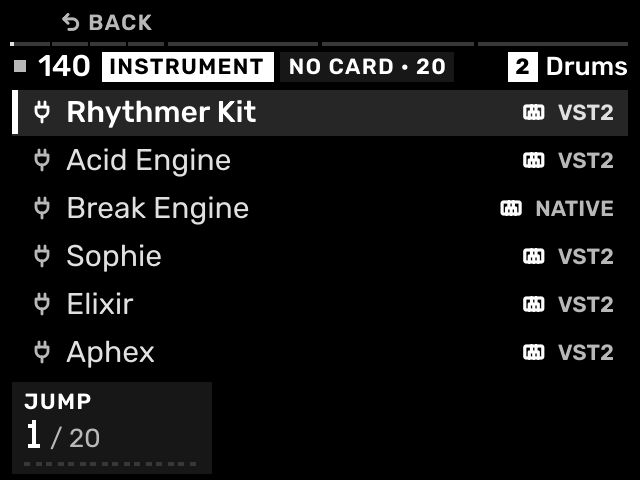 BACK
140 INSTRUMENT NO CARD • 20 2 Drums
Rhythmer Kit VST2
Acid Engine VST2
Break Engine NATIVE
Sophie VST2
Elixir VST2
Aphex VST2
JUMP
1 / 20